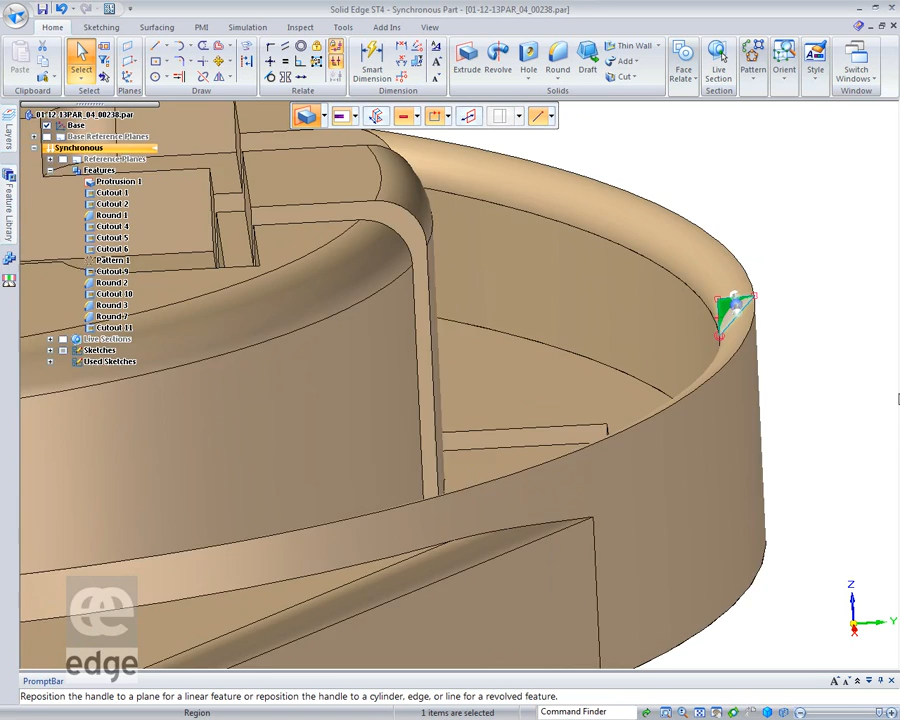 Solid Edge ST4 - Synchronous Part - [01-12-13PAR_04_00238.par]
Home Sketching Surfacing PMI Simulation Inspect Tools Add Ins View
Paste
Select
Smart Dimension
Extrude Revolve Hole Round Draft
Thin Wall
Add
Cut
Face Relate
Live Section
Pattern
Orient
Style
Switch Windows
Clipboard Select Planes Draw Relate Dimension Solids Section Window
Layers
Feature Library
01-12-13PAR_04_00238.par
Base
Base Reference Planes
Synchronous
Reference Planes
Features
Protrusion 1
Cutout 1
Cutout 2
Round 1
Cutout 4
Cutout 5
Cutout 6
Pattern 1
Cutout 9
Round 2
Cutout 10
Round 3
Round 7
Cutout 11
Live Sections
Sketches
Used Sketches
Z
Y
edge
PromptBar
Reposition the handle to a plane for a linear feature or reposition the handle to a cylinder, edge, or line for a revolved feature.
Region 1 items are selected Command Finder